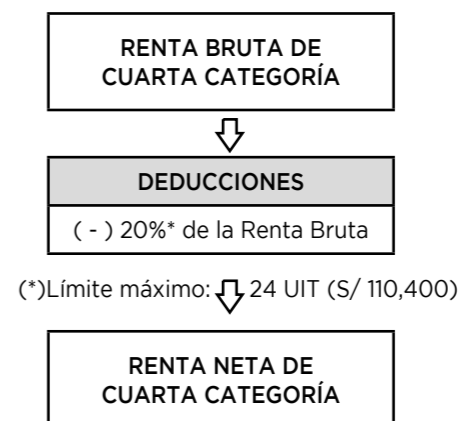 RENTA BRUTA DE
CUARTA CATEGORÍA
DEDUCCIONES
( - ) 20%* de la Renta Bruta
(*)Límite máximo: 24 UIT (S/ 110,400)
RENTA NETA DE
CUARTA CATEGORÍA